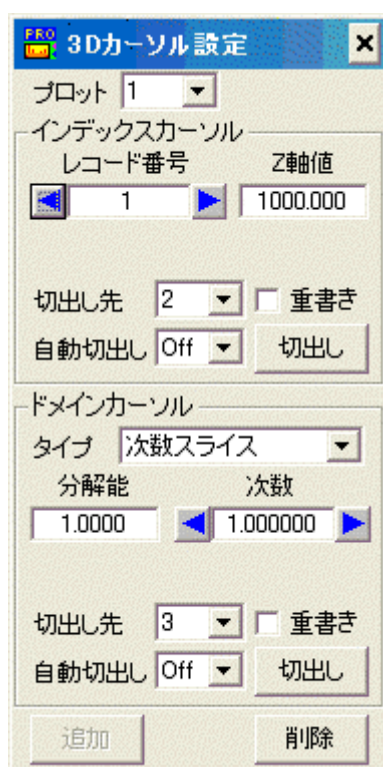 PRO 3Dカーソル設定
プロット 1
インデックスカーソル
レコード番号 Z軸値
1 1000.000
切出し先 2 重書き
自動切出し Off 切出し
ドメインカーソル
タイプ 次数スライス
分解能 次数
1.0000 1.000000
切出し先 3 重書き
自動切出し Off 切出し
追加 削除